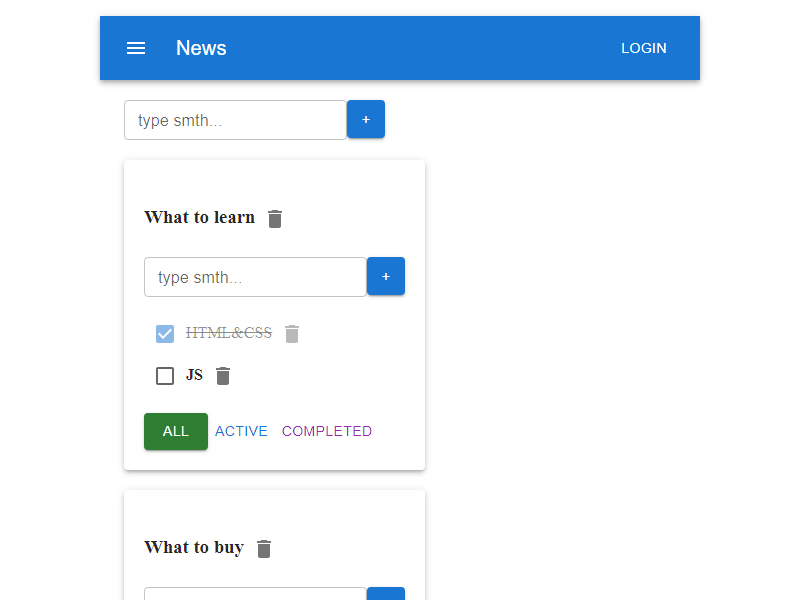 News LOGIN
type smth... +
What to learn
type smth... +
HTML&CSS
JS
ALL ACTIVE COMPLETED
What to buy